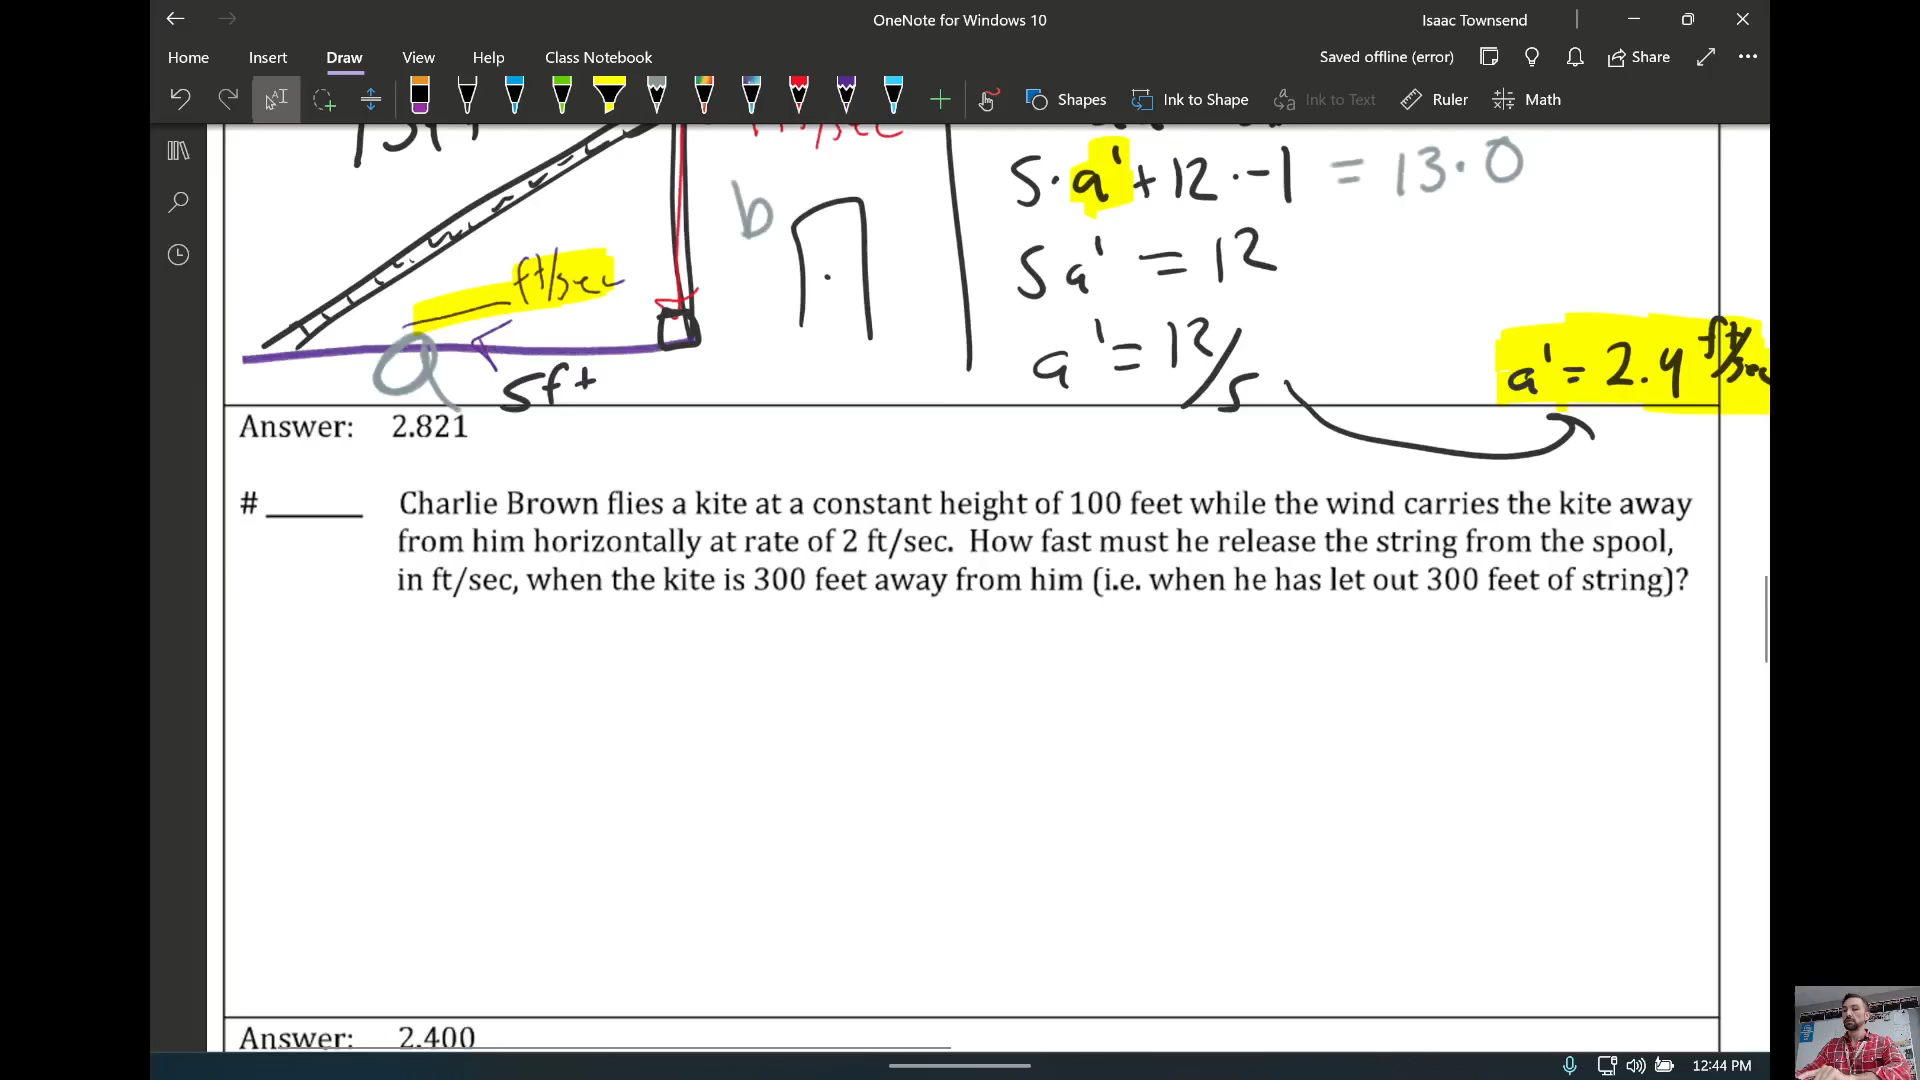 OneNote for Windows 10
Isaac Townsend
Home Insert Draw View Help Class Notebook
Saved offline (error) Share
Shapes Ink to Shape Ink to Text Ruler Math
5·a'+12·-1 = 13·0
b
5a' = 12
ft/sec
a' = 12/5
a' = 2.4 ft/sec
a
5ft
Answer: 2.821
# ______ Charlie Brown flies a kite at a constant height of 100 feet while the wind carries the kite away
from him horizontally at rate of 2 ft/sec. How fast must he release the string from the spool,
in ft/sec, when the kite is 300 feet away from him (i.e. when he has let out 300 feet of string)?
Answer: 2.400
12:44 PM